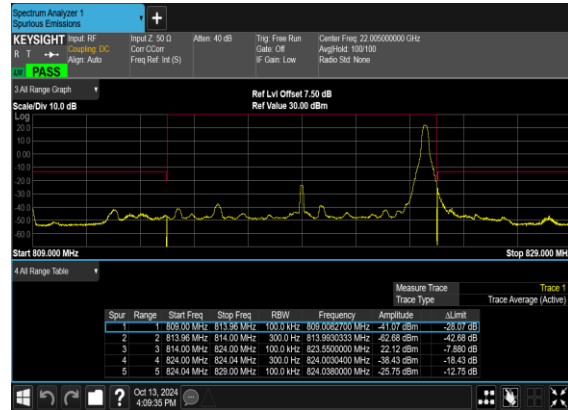 Spectrum Analyzer 1
Spurious Emissions
+
KEYSIGHT Input: RF Input Z: 50 Ω Atten: 40 dB Trig: Free Run Center Freq: 22.005000000 GHz
R T Coupling: DC Corr CCorr Gate: Off Avg|Hold: 100/100
Align: Auto Freq Ref: Int (S) IF Gain: Low Radio Std: None
PASS
3 All Range Graph
Ref Lvl Offset 7.50 dB
Scale/Div 10.0 dB Ref Value 30.00 dBm
Log
20.0
10.0
0.00
-10.0
-20.0
-30.0
-40.0
-50.0
-60.0
Start 809.000 MHz Stop 829.000 MH
4 All Range Table
Measure Trace Trace 1
Trace Type Trace Average (Active)
Spur Range Start Freq Stop Freq RBW Frequency Amplitude ΔLimit
1 1 809.00 MHz 813.96 MHz 100.0 kHz 809.0082700 MHz -41.07 dBm -28.07 dB
2 2 813.96 MHz 814.00 MHz 300.0 Hz 813.9930333 MHz -62.68 dBm -42.68 dB
3 3 814.00 MHz 824.00 MHz 100.0 kHz 823.5500000 MHz 22.12 dBm -7.880 dB
4 4 824.00 MHz 824.04 MHz 300.0 Hz 824.0030400 MHz -38.43 dBm -18.43 dB
5 5 824.04 MHz 829.00 MHz 100.0 kHz 824.0380000 MHz -25.75 dBm -12.75 dB
? Oct 13, 2024
4:09:35 PM